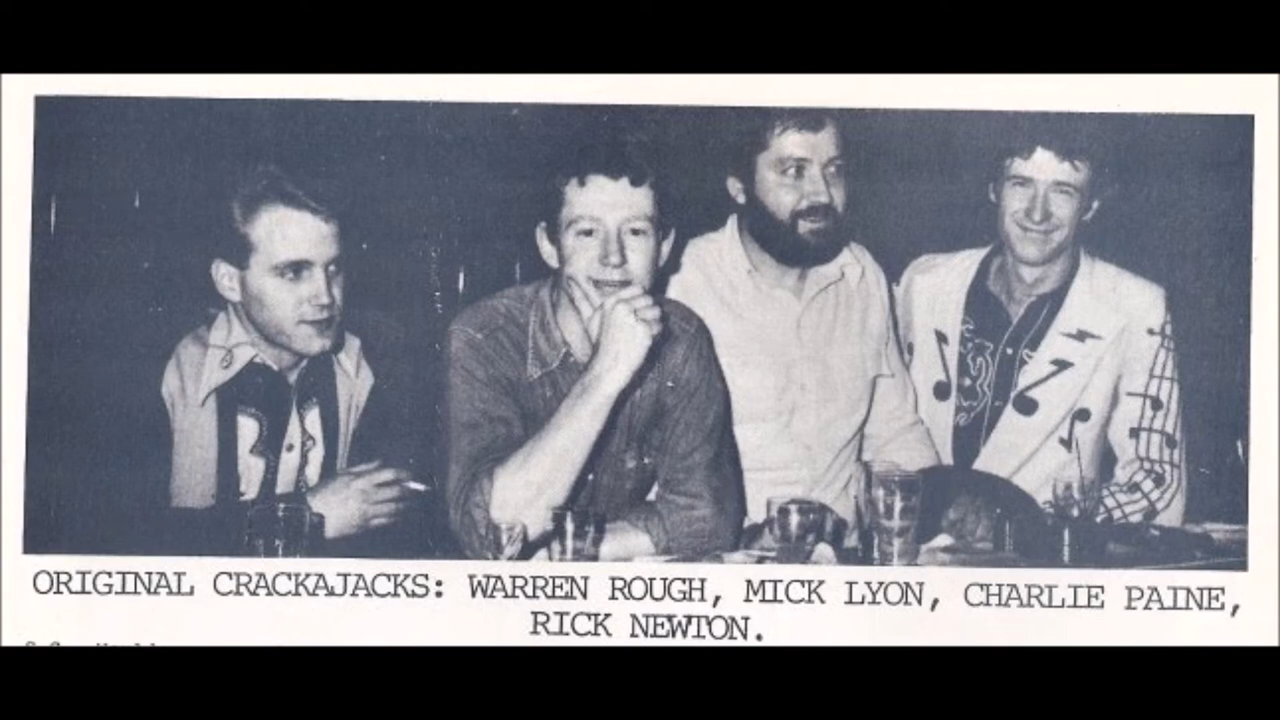 ORIGINAL CRACKAJACKS: WARREN ROUGH, MICK LYON, CHARLIE PAINE,
RICK NEWTON.